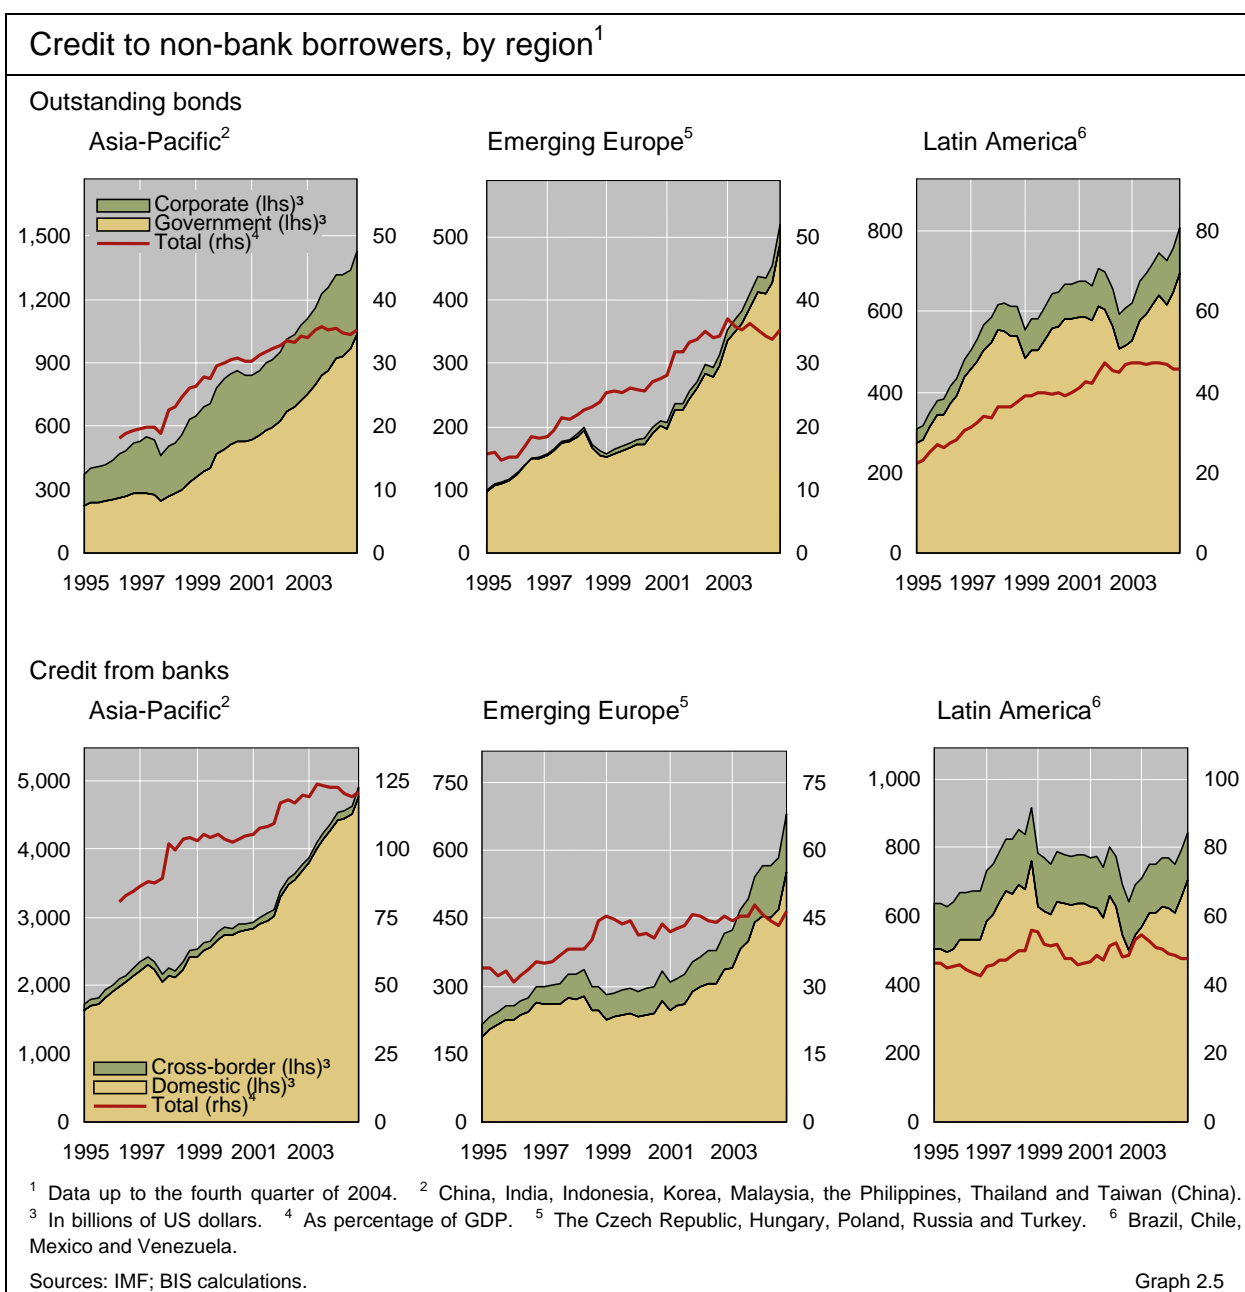 Credit to non-bank borrowers, by region¹
Outstanding bonds
Asia-Pacific² Emerging Europe⁵ Latin America⁶
Corporate (lhs)³
Government (lhs)³
Total (rhs)⁴
1,500 50 500 50 800 80
1,200 40 400 40 600 60
900 30 300 30 400 40
600 20 200 20 200 20
300 10 100 10 0 0
0 0 0 0
1995 1997 1999 2001 2003 1995 1997 1999 2001 2003 1995 1997 1999 2001 2003
Credit from banks
Asia-Pacific² Emerging Europe⁵ Latin America⁶
5,000 125 750 75 1,000 100
4,000 100 600 60 800 80
3,000 75 450 45 600 60
2,000 50 300 30 400 40
1,000 25 150 15 200 20
0 0 0 0 0 0
Cross-border (lhs)³
Domestic (lhs)³
Total (rhs)⁴
1995 1997 1999 2001 2003 1995 1997 1999 2001 2003 1995 1997 1999 2001 2003
¹ Data up to the fourth quarter of 2004. ² China, India, Indonesia, Korea, Malaysia, the Philippines, Thailand and Taiwan (China).
³ In billions of US dollars. ⁴ As percentage of GDP. ⁵ The Czech Republic, Hungary, Poland, Russia and Turkey. ⁶ Brazil, Chile,
Mexico and Venezuela.
Sources: IMF; BIS calculations. Graph 2.5